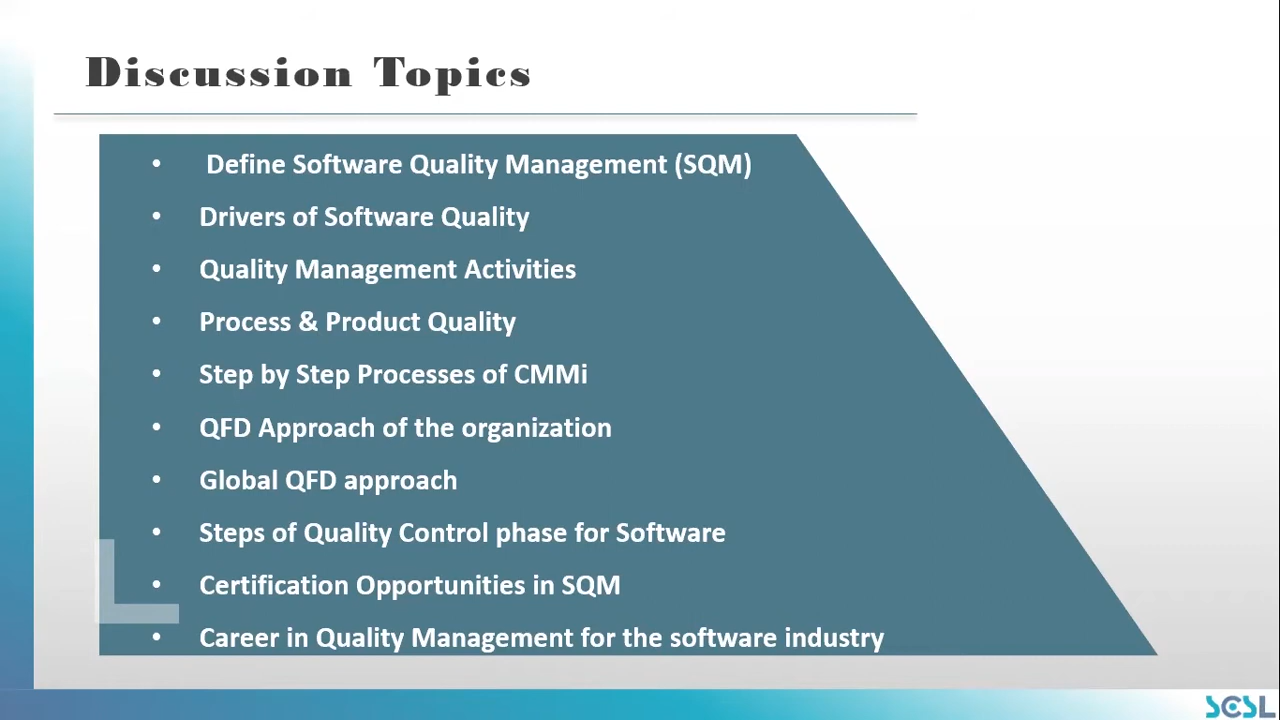 Discussion Topics
• Define Software Quality Management (SQM)
• Drivers of Software Quality
• Quality Management Activities
• Process & Product Quality
• Step by Step Processes of CMMi
• QFD Approach of the organization
• Global QFD approach
• Steps of Quality Control phase for Software
• Certification Opportunities in SQM
• Career in Quality Management for the software industry
SCSL